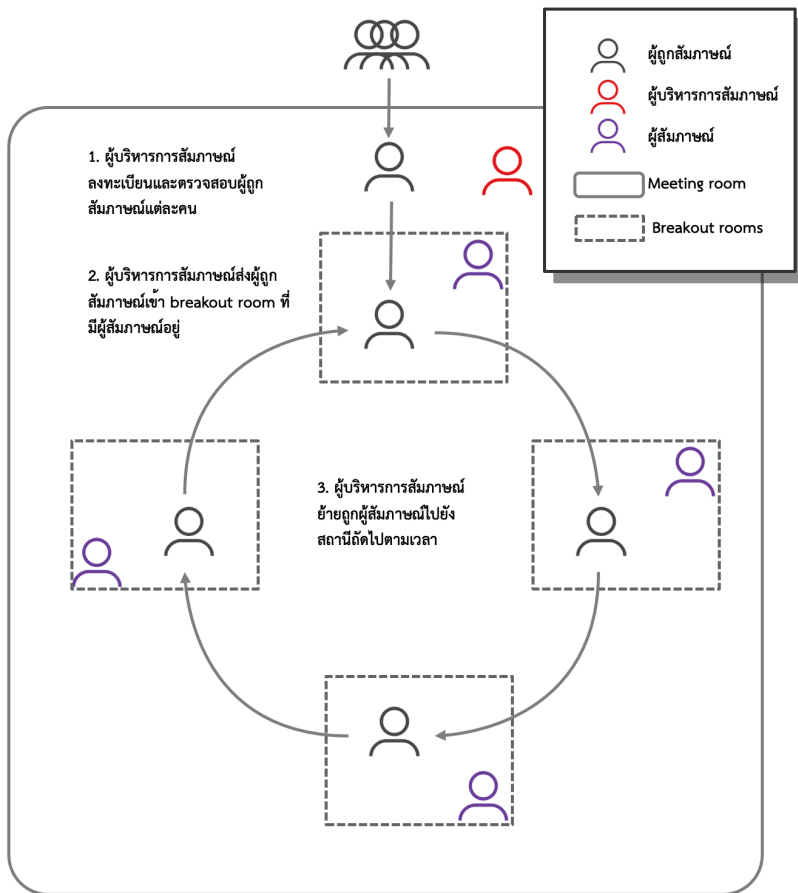 ผู้ถูกสัมภาษณ์
ผู้บริหารการสัมภาษณ์
ผู้สัมภาษณ์
Meeting room
Breakout rooms
1. ผู้บริหารการสัมภาษณ์
ลงทะเบียนและตรวจสอบผู้ถูก
สัมภาษณ์แต่ละคน
2. ผู้บริหารการสัมภาษณ์ส่งผู้ถูก
สัมภาษณ์เข้า breakout room ที่
มีผู้สัมภาษณ์อยู่
3. ผู้บริหารการสัมภาษณ์
ย้ายถูกผู้สัมภาษณ์ไปยัง
สถานีถัดไปตามเวลา